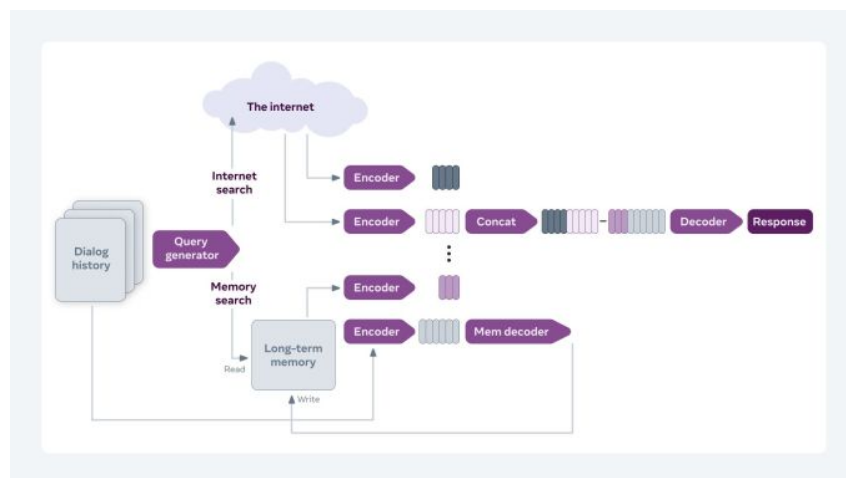 The internet
Internet
search
Encoder
Encoder
Concat
Decoder
Response
Dialog
history
Query
generator
Memory
search
Encoder
Encoder
Mem decoder
Long-term
memory
Read
Write